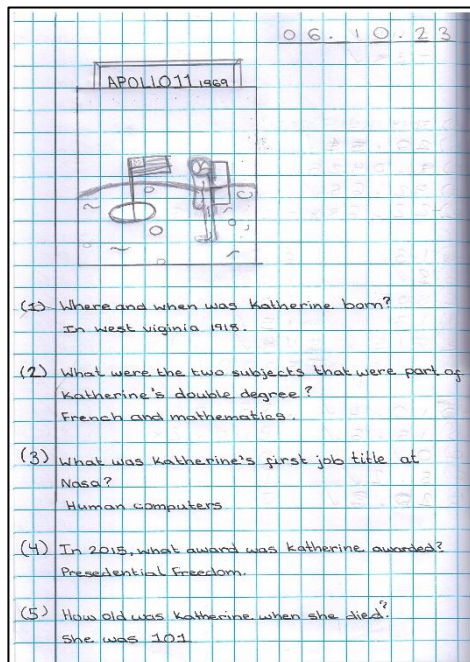 06.10.23
APOLLO11 1969
(1) Where and when was Katherine born?
In west viginia 1918.
(2) What were the two subjects that were part of
Katherine's double degree?
French and mathematics.
(3) What was Katherine's first job title at
Nasa?
Human computers
(4) In 2015, what award was Katherine awarded?
Presedential Freedom.
(5) How old was Katherine when she died?
She was 101